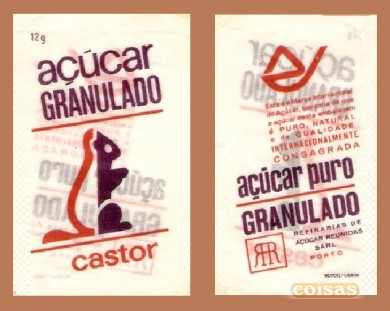 12g
açúcar
GRANULADO
castor
Esta é a Marca Internacional
do Açúcar. Garantia de que
o açúcar desta embalagem
é PURO, NATURAL
e de QUALIDADE
INTERNACIONALMENTE
CONSAGRADA
açúcar puro
GRANULADO
RR
REFINARIAS DE
AÇÚCAR REUNIDAS
SARL
PORTO
coisas